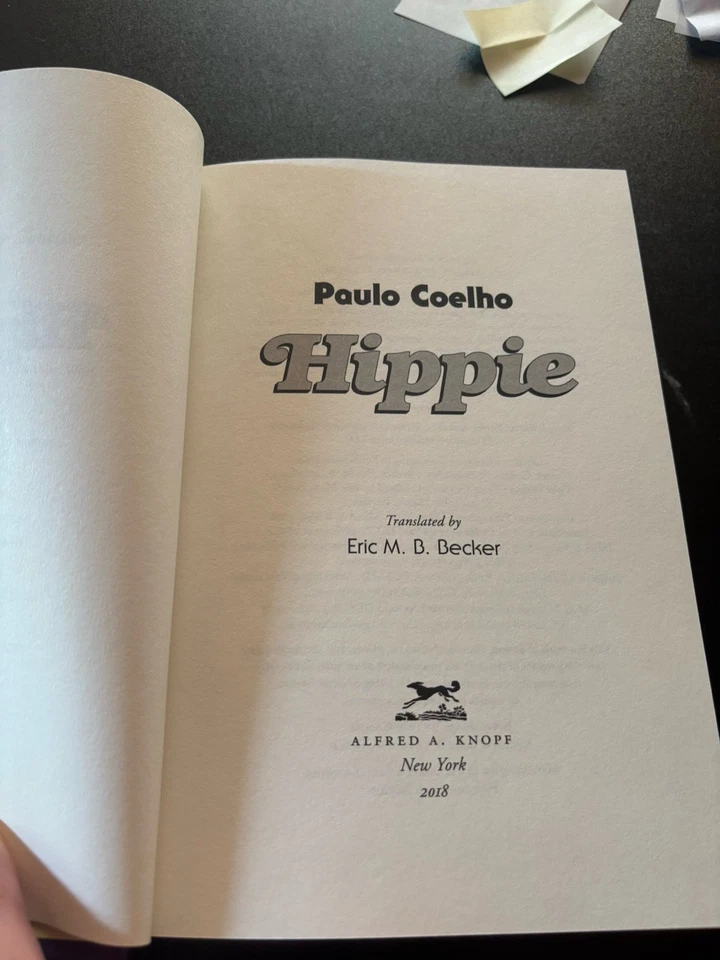 Paulo Coelho
Hippie
Translated by
Eric M. B. Becker
ALFRED A. KNOPF
New York
2018